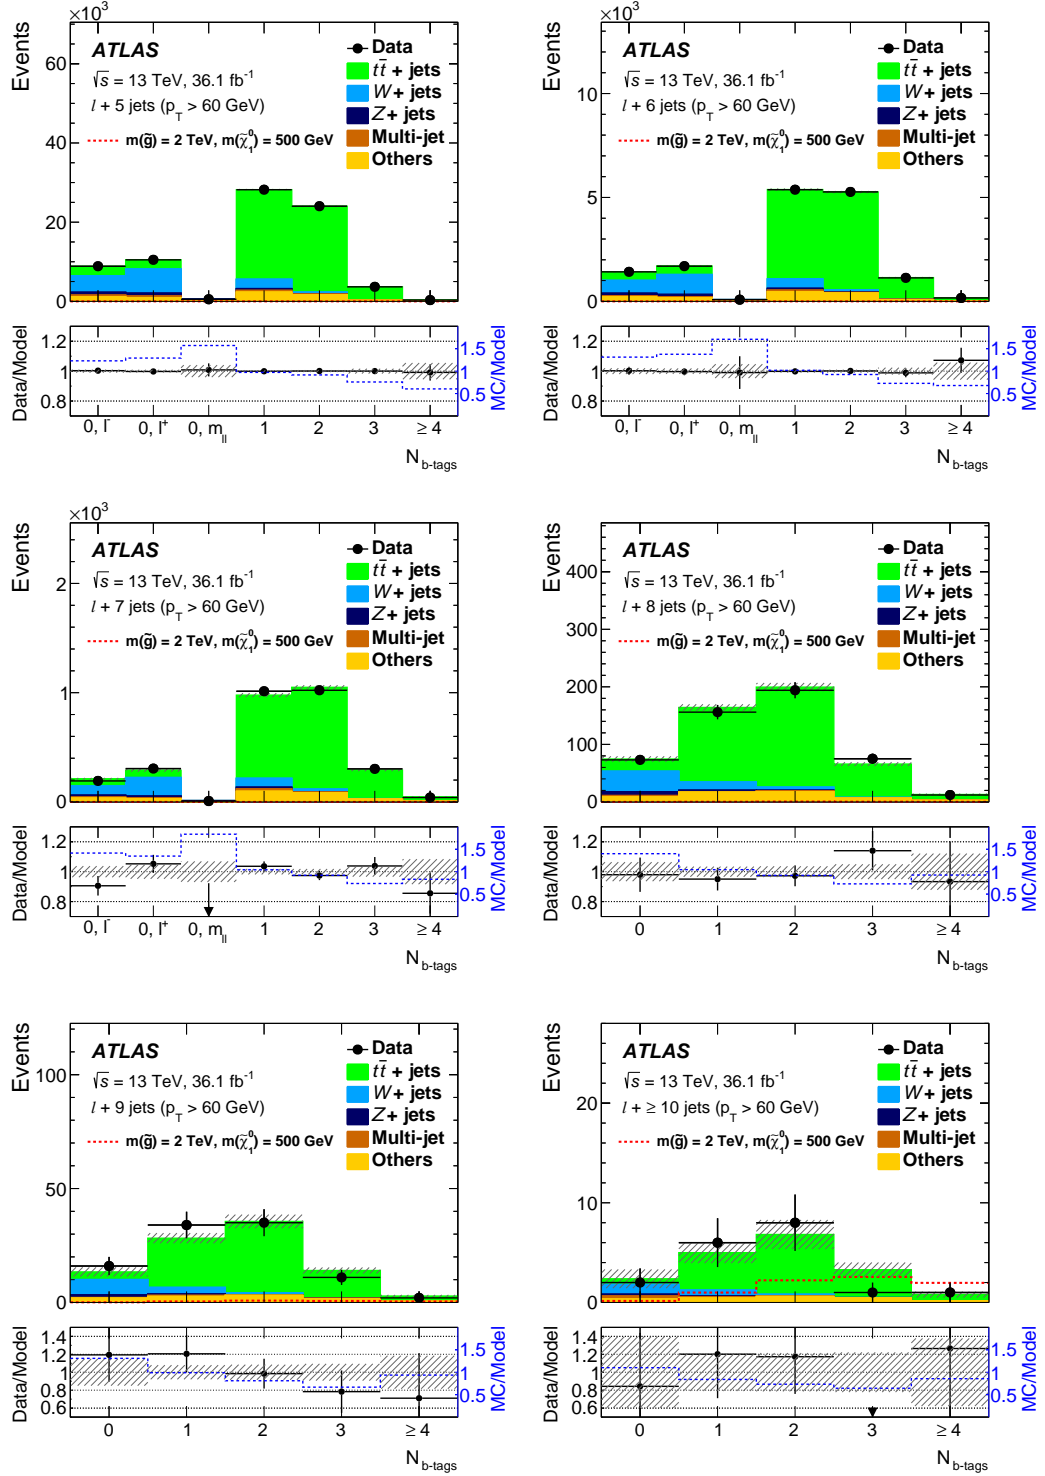 ×10³
Events
60
40
20
0
ATLAS
√s = 13 TeV, 36.1 fb⁻¹
l + 5 jets (p_T > 60 GeV)
m(g̃) = 2 TeV, m(χ̃₁⁰) = 500 GeV
Data
tt̄ + jets
W + jets
Z + jets
Multi-jet
Others
Data/Model
1.2
1
0.8
MC/Model
1.5
1
0.5
0, l⁻ 0, l⁺ 0, m_ll 1 2 3 ≥ 4
N_b-tags
×10³
Events
10
5
0
ATLAS
√s = 13 TeV, 36.1 fb⁻¹
l + 6 jets (p_T > 60 GeV)
m(g̃) = 2 TeV, m(χ̃₁⁰) = 500 GeV
Data
tt̄ + jets
W + jets
Z + jets
Multi-jet
Others
Data/Model
1.2
1
0.8
MC/Model
1.5
1
0.5
0, l⁻ 0, l⁺ 0, m_ll 1 2 3 ≥ 4
N_b-tags
×10³
Events
2
1
0
ATLAS
√s = 13 TeV, 36.1 fb⁻¹
l + 7 jets (p_T > 60 GeV)
m(g̃) = 2 TeV, m(χ̃₁⁰) = 500 GeV
Data
tt̄ + jets
W + jets
Z + jets
Multi-jet
Others
Data/Model
1.2
1
0.8
MC/Model
1.5
1
0.5
0, l⁻ 0, l⁺ 0, m_ll 1 2 3 ≥ 4
N_b-tags
Events
400
300
200
100
0
ATLAS
√s = 13 TeV, 36.1 fb⁻¹
l + 8 jets (p_T > 60 GeV)
m(g̃) = 2 TeV, m(χ̃₁⁰) = 500 GeV
Data
tt̄ + jets
W + jets
Z + jets
Multi-jet
Others
Data/Model
1.2
1
0.8
MC/Model
1.5
1
0.5
0 1 2 3 ≥ 4
N_b-tags
Events
100
50
0
ATLAS
√s = 13 TeV, 36.1 fb⁻¹
l + 9 jets (p_T > 60 GeV)
m(g̃) = 2 TeV, m(χ̃₁⁰) = 500 GeV
Data
tt̄ + jets
W + jets
Z + jets
Multi-jet
Others
Data/Model
1.4
1.2
1
0.8
0.6
MC/Model
1.5
1
0.5
0 1 2 3 ≥ 4
N_b-tags
Events
20
10
0
ATLAS
√s = 13 TeV, 36.1 fb⁻¹
l + ≥ 10 jets (p_T > 60 GeV)
m(g̃) = 2 TeV, m(χ̃₁⁰) = 500 GeV
Data
tt̄ + jets
W + jets
Z + jets
Multi-jet
Others
Data/Model
1.4
1.2
1
0.8
0.6
MC/Model
1.5
1
0.5
0 1 2 3 ≥ 4
N_b-tags